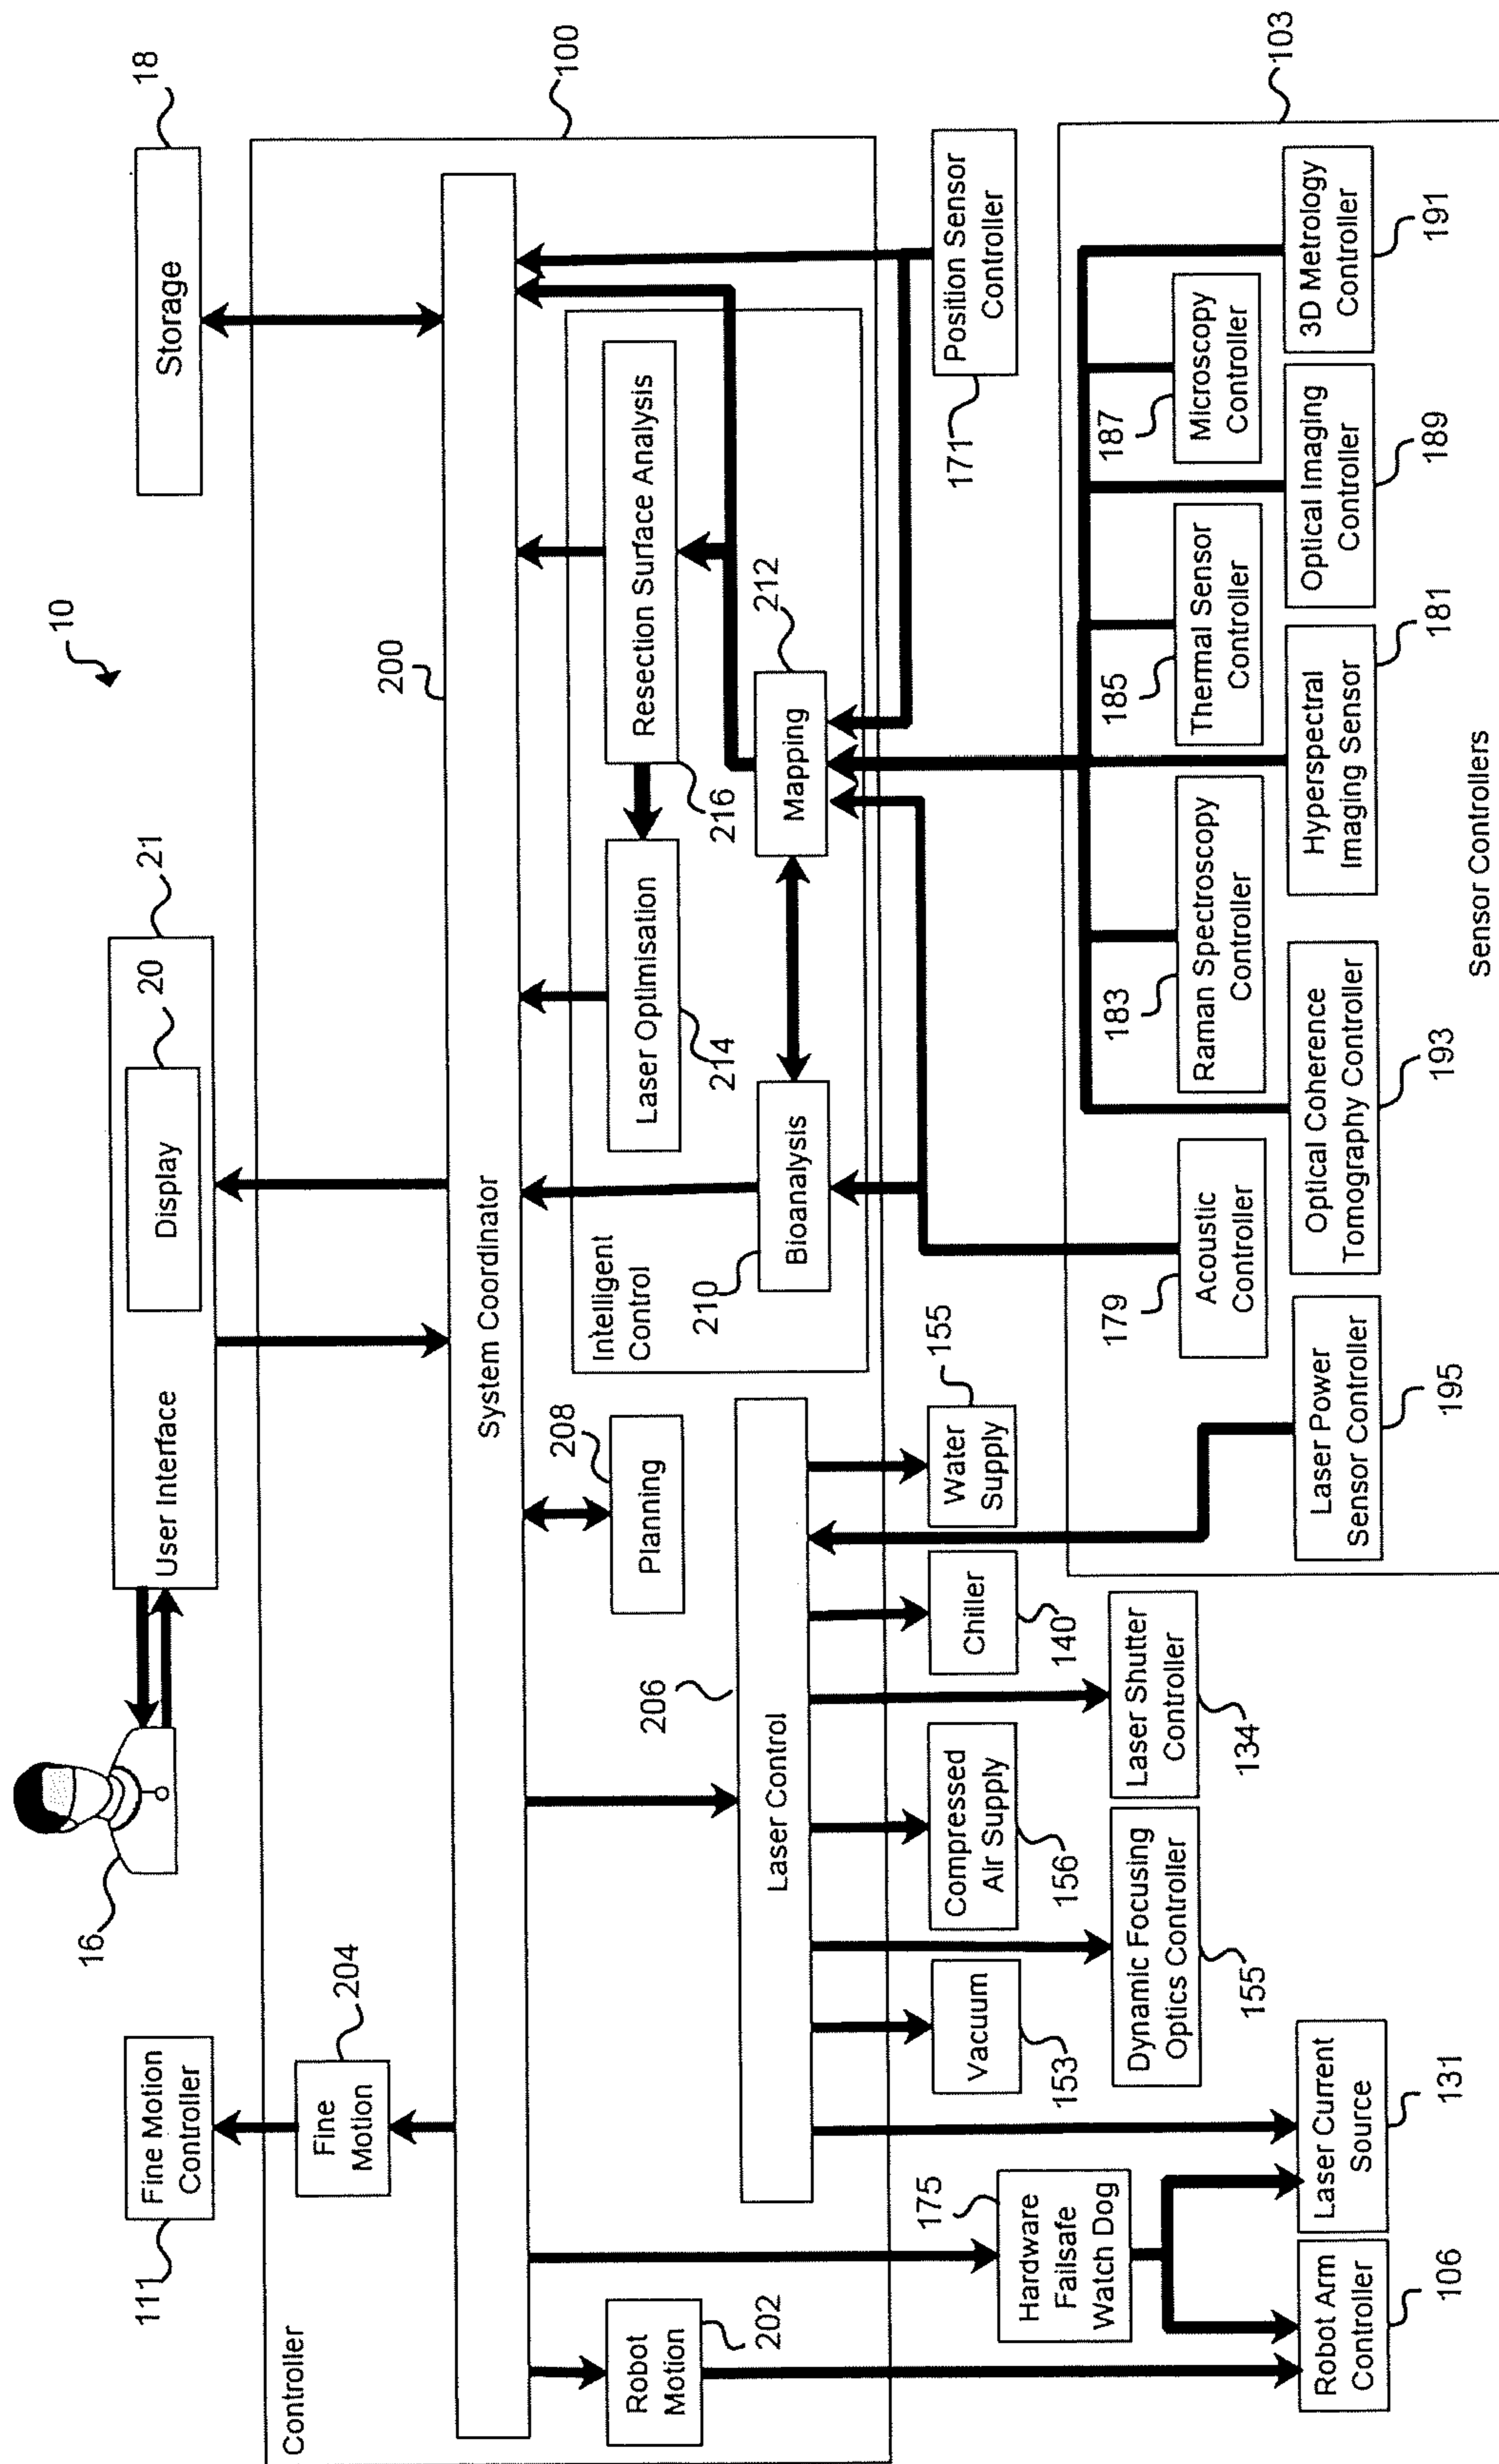 10
16
User Interface
21
Display
20
Storage
18
Fine Motion
Controller
111
Controller
100
Fine
Motion
204
System Coordinator
200
Robot
Motion
202
Planning
208
Laser Control
206
Intelligent
Control
Laser Optimisation
214
Resection Surface Analysis
216
Bioanalysis
210
Mapping
212
Hardware
Failsafe
Watch Dog
175
Vacuum
153
Compressed
Air Supply
156
Chiller
140
Water
Supply
155
Position Sensor
Controller
171
Dynamic Focusing
Optics Controller
155
Laser Shutter
Controller
134
Robot Arm
Controller
106
Laser Current
Source
131
103
Acoustic
Controller
179
Raman Spectroscopy
Controller
183
Thermal Sensor
Controller
185
Microscopy
Controller
187
Laser Power
Sensor Controller
195
Optical Coherence
Tomography Controller
193
Hyperspectral
Imaging Sensor
181
Optical Imaging
Controller
189
3D Metrology
Controller
191
Sensor Controllers